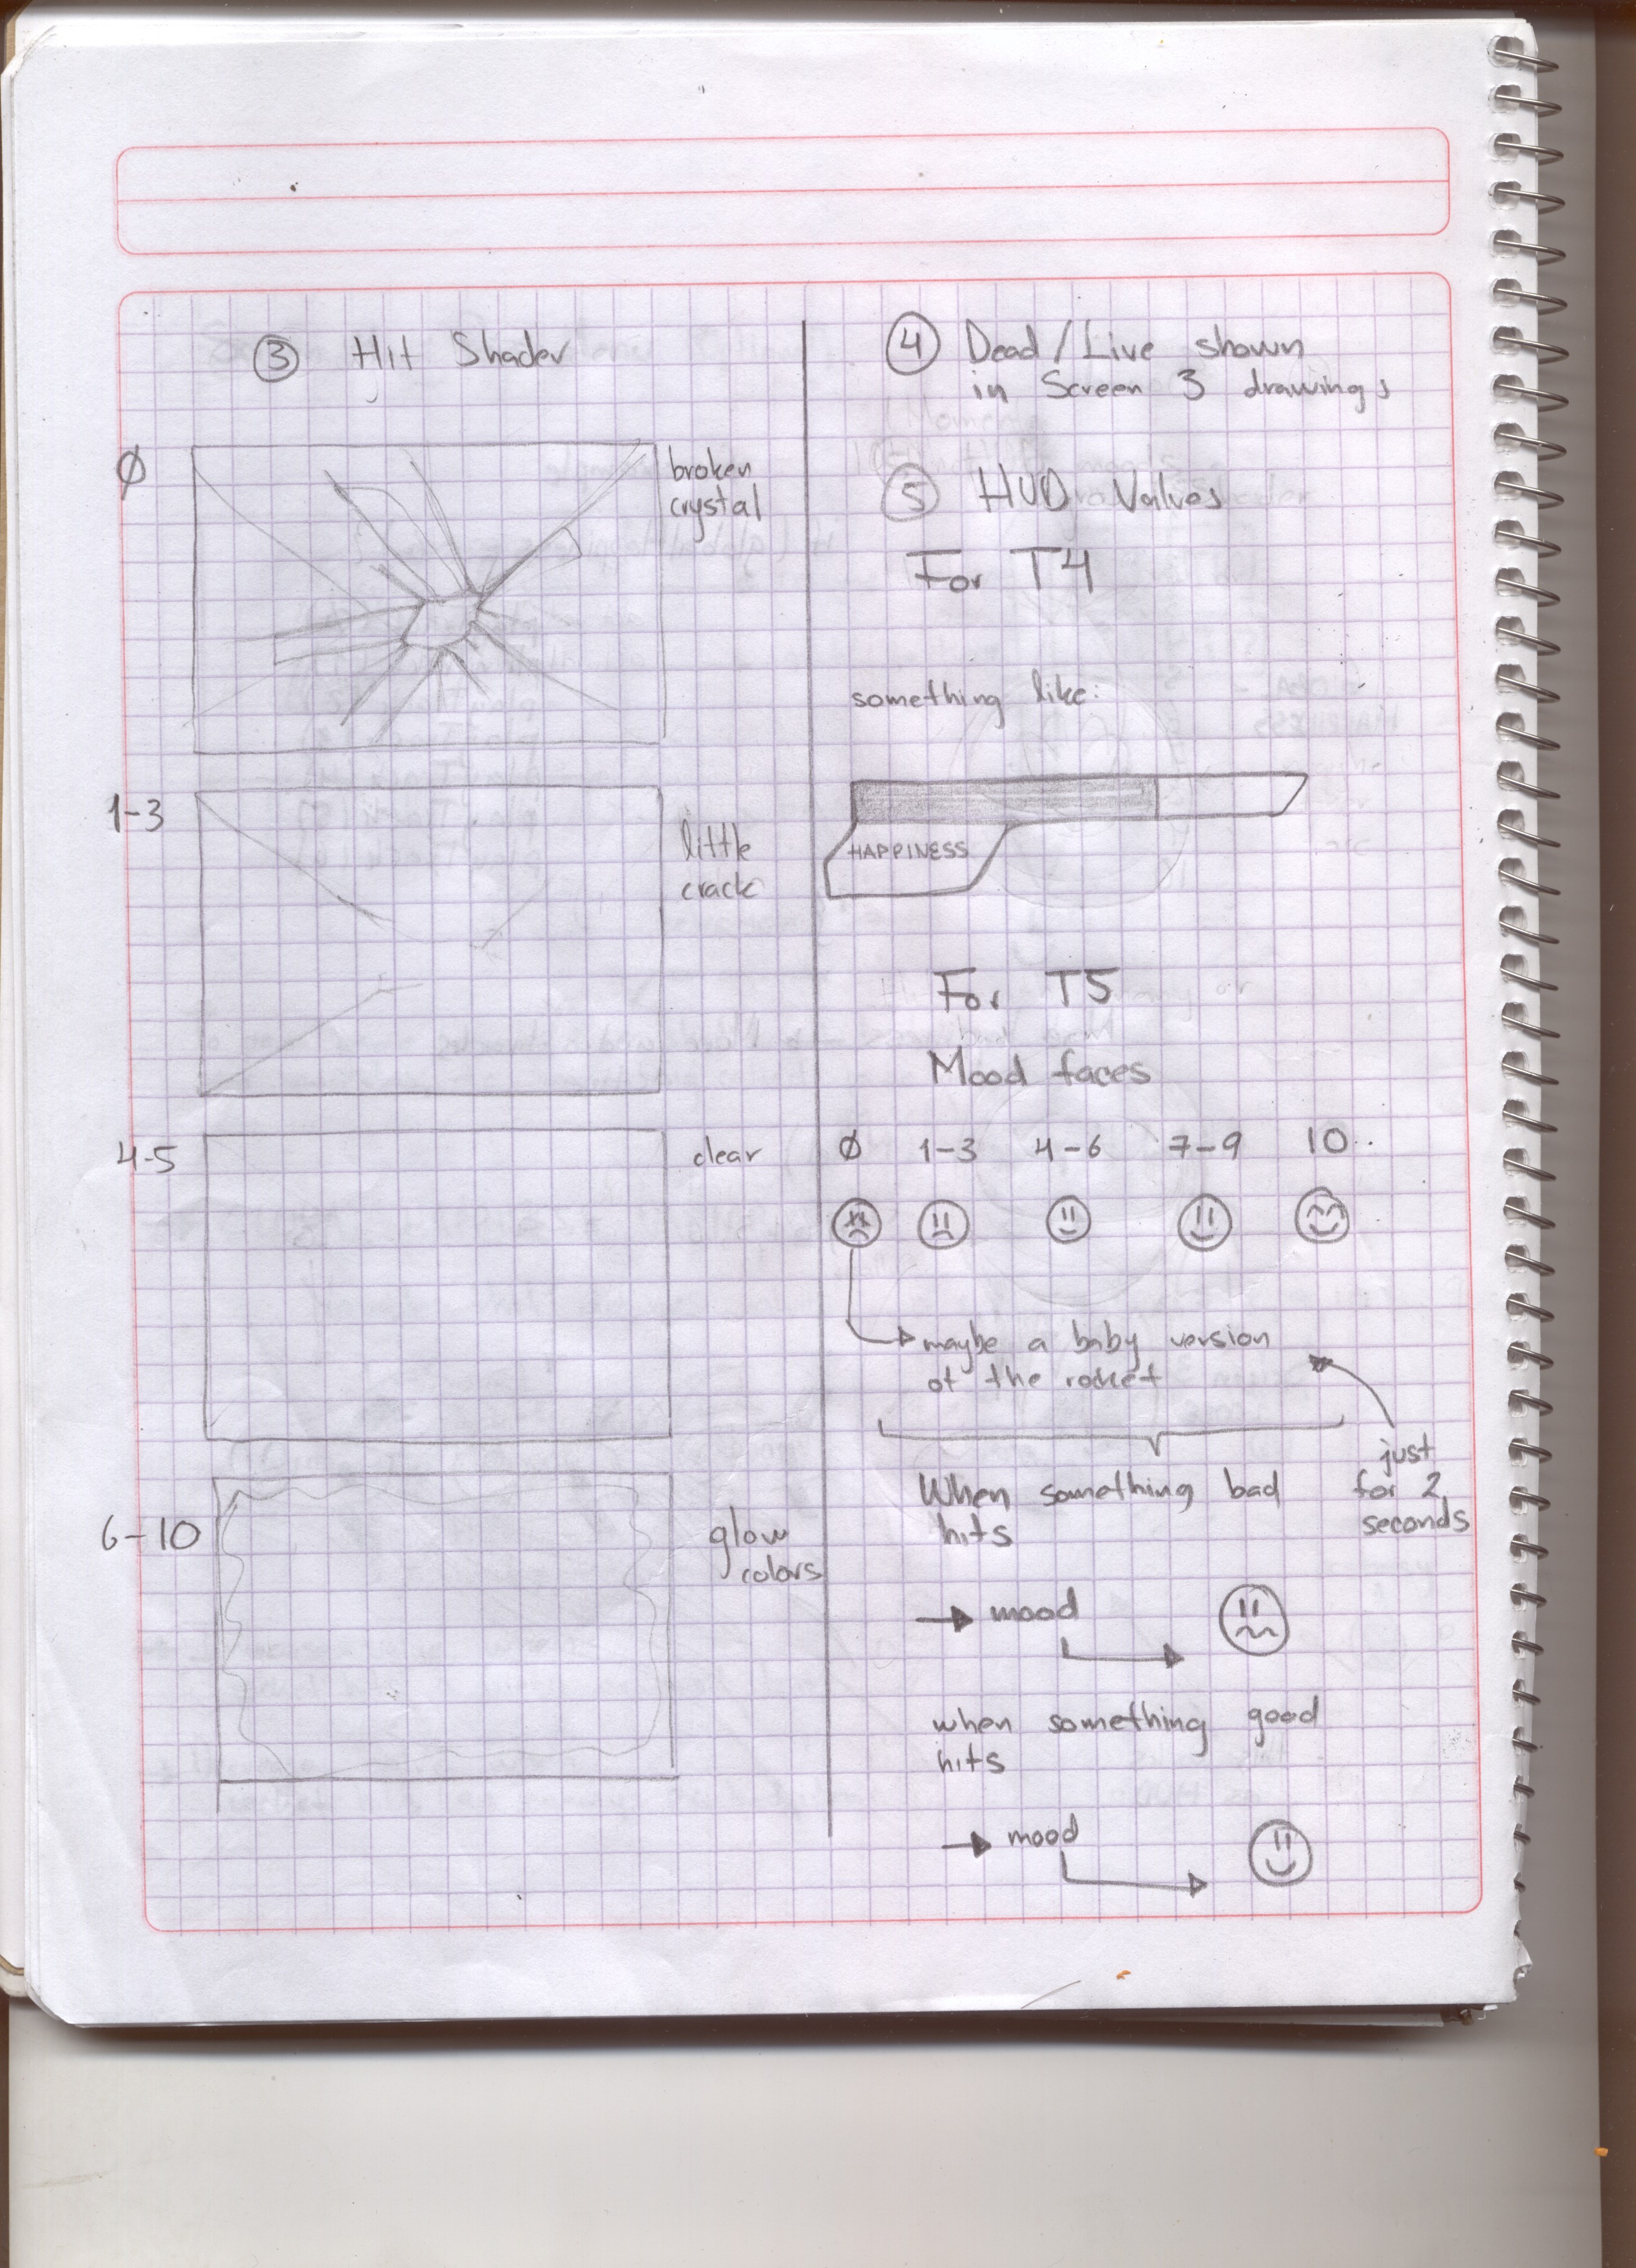 ③ Hit Shader
Ø
broken
crystal
1-3
little
crack
4-5
clear
6-10
glow
colors
④ Dead/Live shown
in Screen 3 drawings
⑤ HUD Values
For T4
something like:
HAPPINESS
For T5
Mood faces
Ø 1-3 4-6 7-9 10
maybe a baby version
of the rocket
just
for 2
seconds
When something bad
hits
→ mood
when something good
hits
→ mood